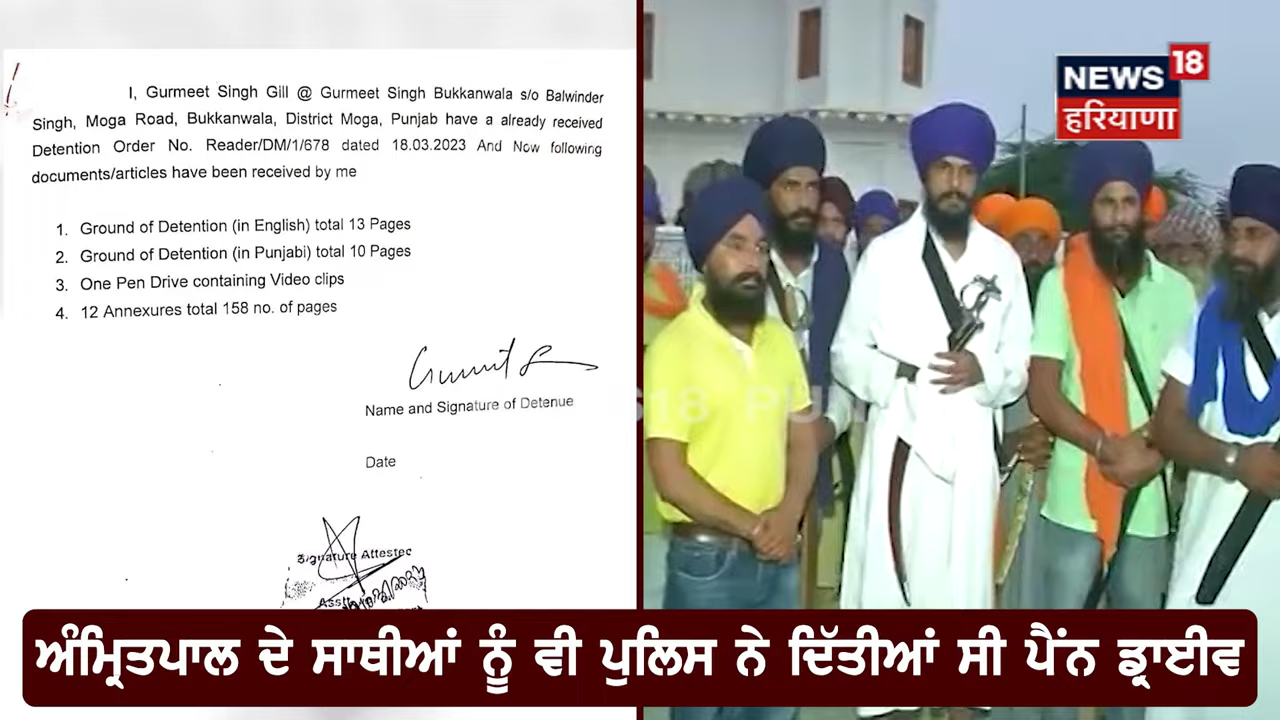 I, Gurmeet Singh Gill @ Gurmeet Singh Bukkanwala s/o Balwinder
Singh, Moga Road, Bukkanwala, District Moga, Punjab have a already received
Detention Order No. Reader/DM/1/678 dated 18.03.2023 And Now following
documents/articles have been received by me
1. Ground of Detention (in English) total 13 Pages
2. Ground of Detention (in Punjabi) total 10 Pages
3. One Pen Drive containing Video clips
4. 12 Annexures total 158 no. of pages
Name and Signature of Detenue
Date
Signature Attested
NEWS 18
हरियाणा
ਅੰਮ੍ਰਿਤਪਾਲ ਦੇ ਸਾਥੀਆਂ ਨੂੰ ਵੀ ਪੁਲਿਸ ਨੇ ਦਿੱਤੀਆਂ ਸੀ ਪੈੱਨ ਡ੍ਰਾਈਵ